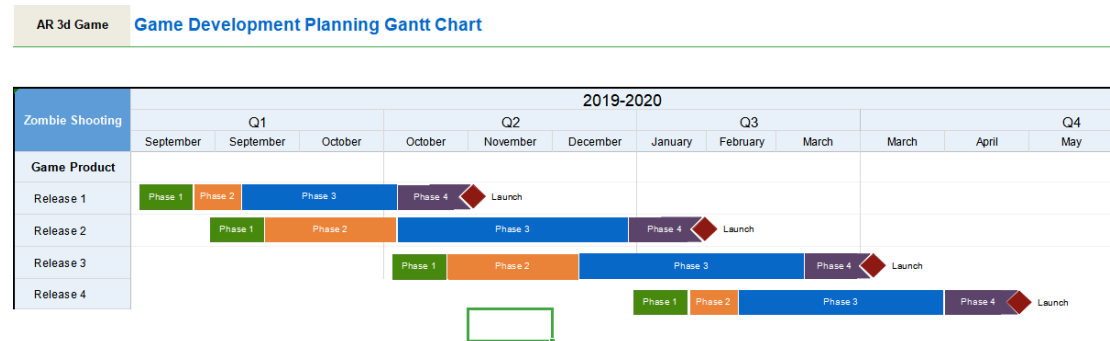 AR 3d Game
Game Development Planning Gantt Chart
Zombie Shooting
2019-2020
Q1 Q2 Q3 Q4
September September October October November December January February March March April May
Game Product
Release 1 Phase 1 Phase 2 Phase 3 Phase 4 Launch
Release 2 Phase 1 Phase 2 Phase 3 Phase 4 Launch
Release 3 Phase 1 Phase 2 Phase 3 Phase 4 Launch
Release 4 Phase 1 Phase 2 Phase 3 Phase 4 Launch